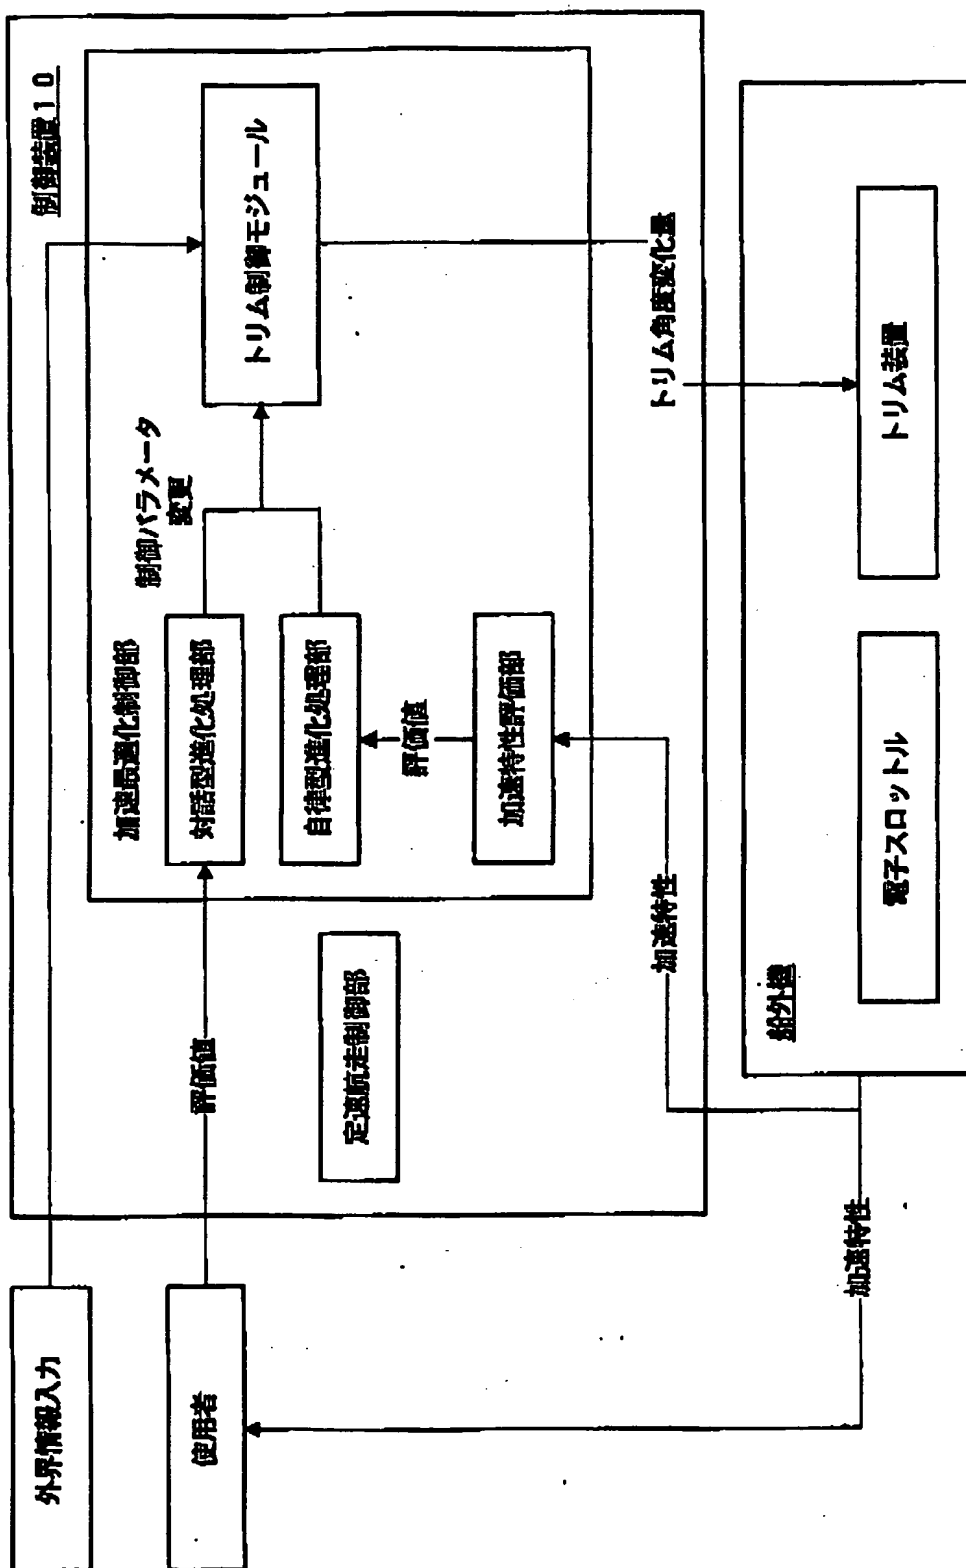 制御装置10
外界情報入力
加速最適化制御部
制御パラメータ
変更
トリム制御モジュール
使用者
評価値
対話型進化処理部
自律型進化処理部
定速航走制御部
評価値
加速特性評価部
加速特性
トリム角度変化量
船外機
電子スロットル
トリム装置
加速特性